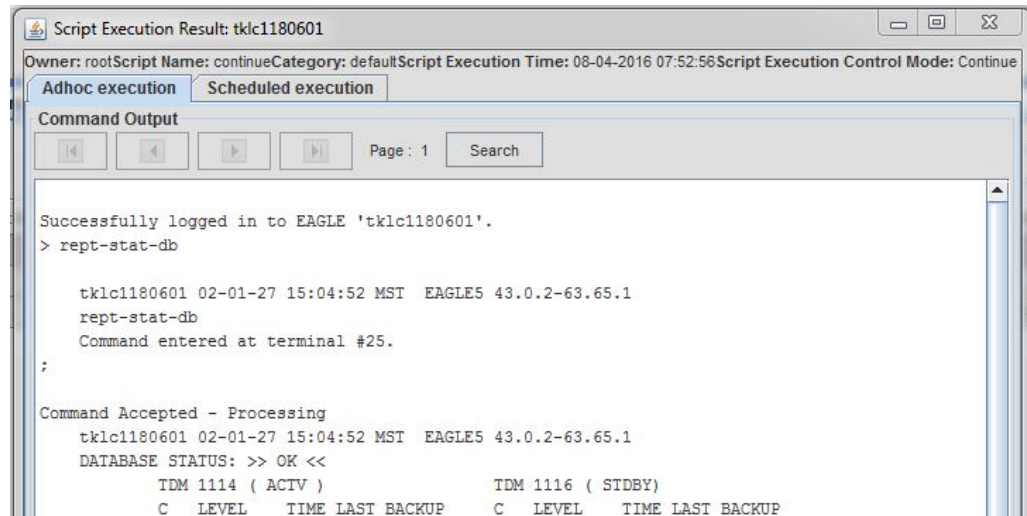 Script Execution Result: tklc1180601
Owner: rootScript Name: continueCategory: defaultScript Execution Time: 08-04-2016 07:52:56Script Execution Control Mode: Continue
Adhoc execution Scheduled execution
Command Output
Page : 1 Search
Successfully logged in to EAGLE 'tklc1180601'.
> rept-stat-db
tklc1180601 02-01-27 15:04:52 MST EAGLE5 43.0.2-63.65.1
rept-stat-db
Command entered at terminal #25.
;
Command Accepted - Processing
tklc1180601 02-01-27 15:04:52 MST EAGLE5 43.0.2-63.65.1
DATABASE STATUS: >> OK <<
TDM 1114 ( ACTV ) TDM 1116 ( STDBY)
C LEVEL TIME LAST BACKUP C LEVEL TIME LAST BACKUP